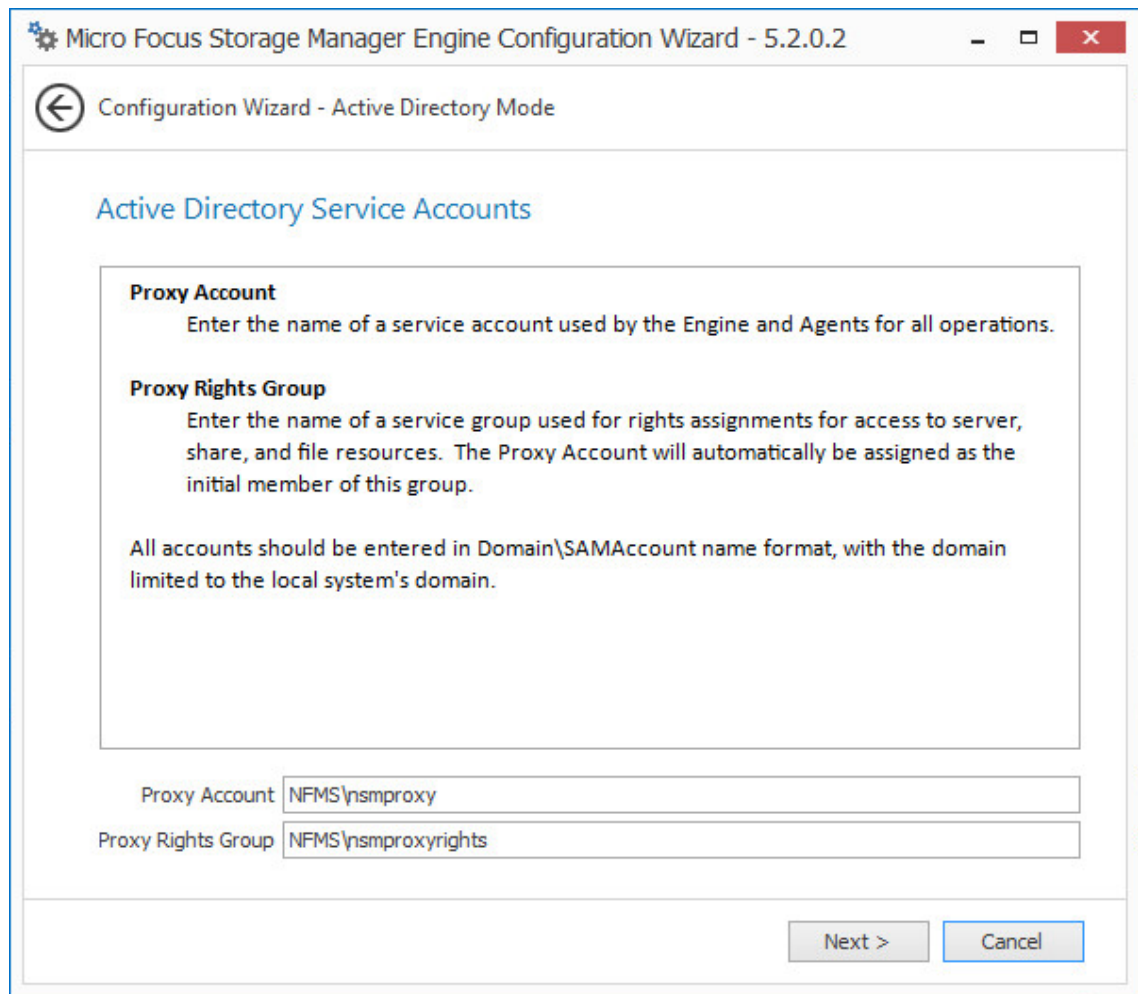 Micro Focus Storage Manager Engine Configuration Wizard - 5.2.0.2
Configuration Wizard - Active Directory Mode
Active Directory Service Accounts
Proxy Account
Enter the name of a service account used by the Engine and Agents for all operations.
Proxy Rights Group
Enter the name of a service group used for rights assignments for access to server,
share, and file resources.  The Proxy Account will automatically be assigned as the
initial member of this group.
All accounts should be entered in Domain\SAMAccount name format, with the domain
limited to the local system's domain.
Proxy Account NFMS\nsmproxy
Proxy Rights Group NFMS\nsmproxyrights
Next > Cancel